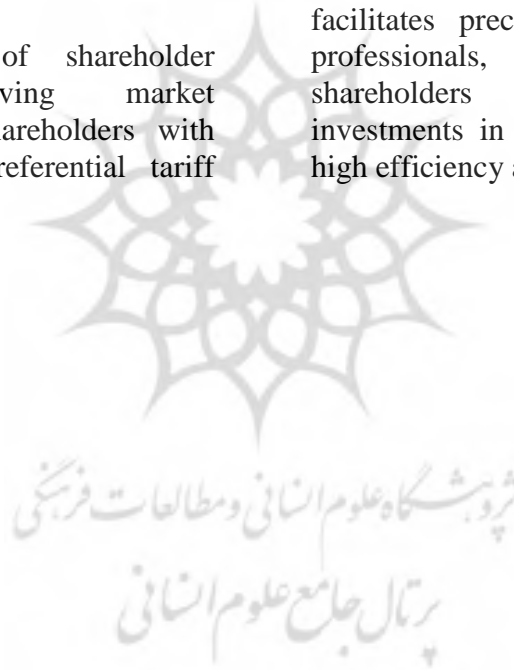 of shareholder
ving market
areholders with
referential tariff
facilitates prec
professionals,
shareholders
investments in
high efficiency a
پژوهشگاه علوم انسانی و مطالعات فرهنگی
پرتال جامع علوم انسانی